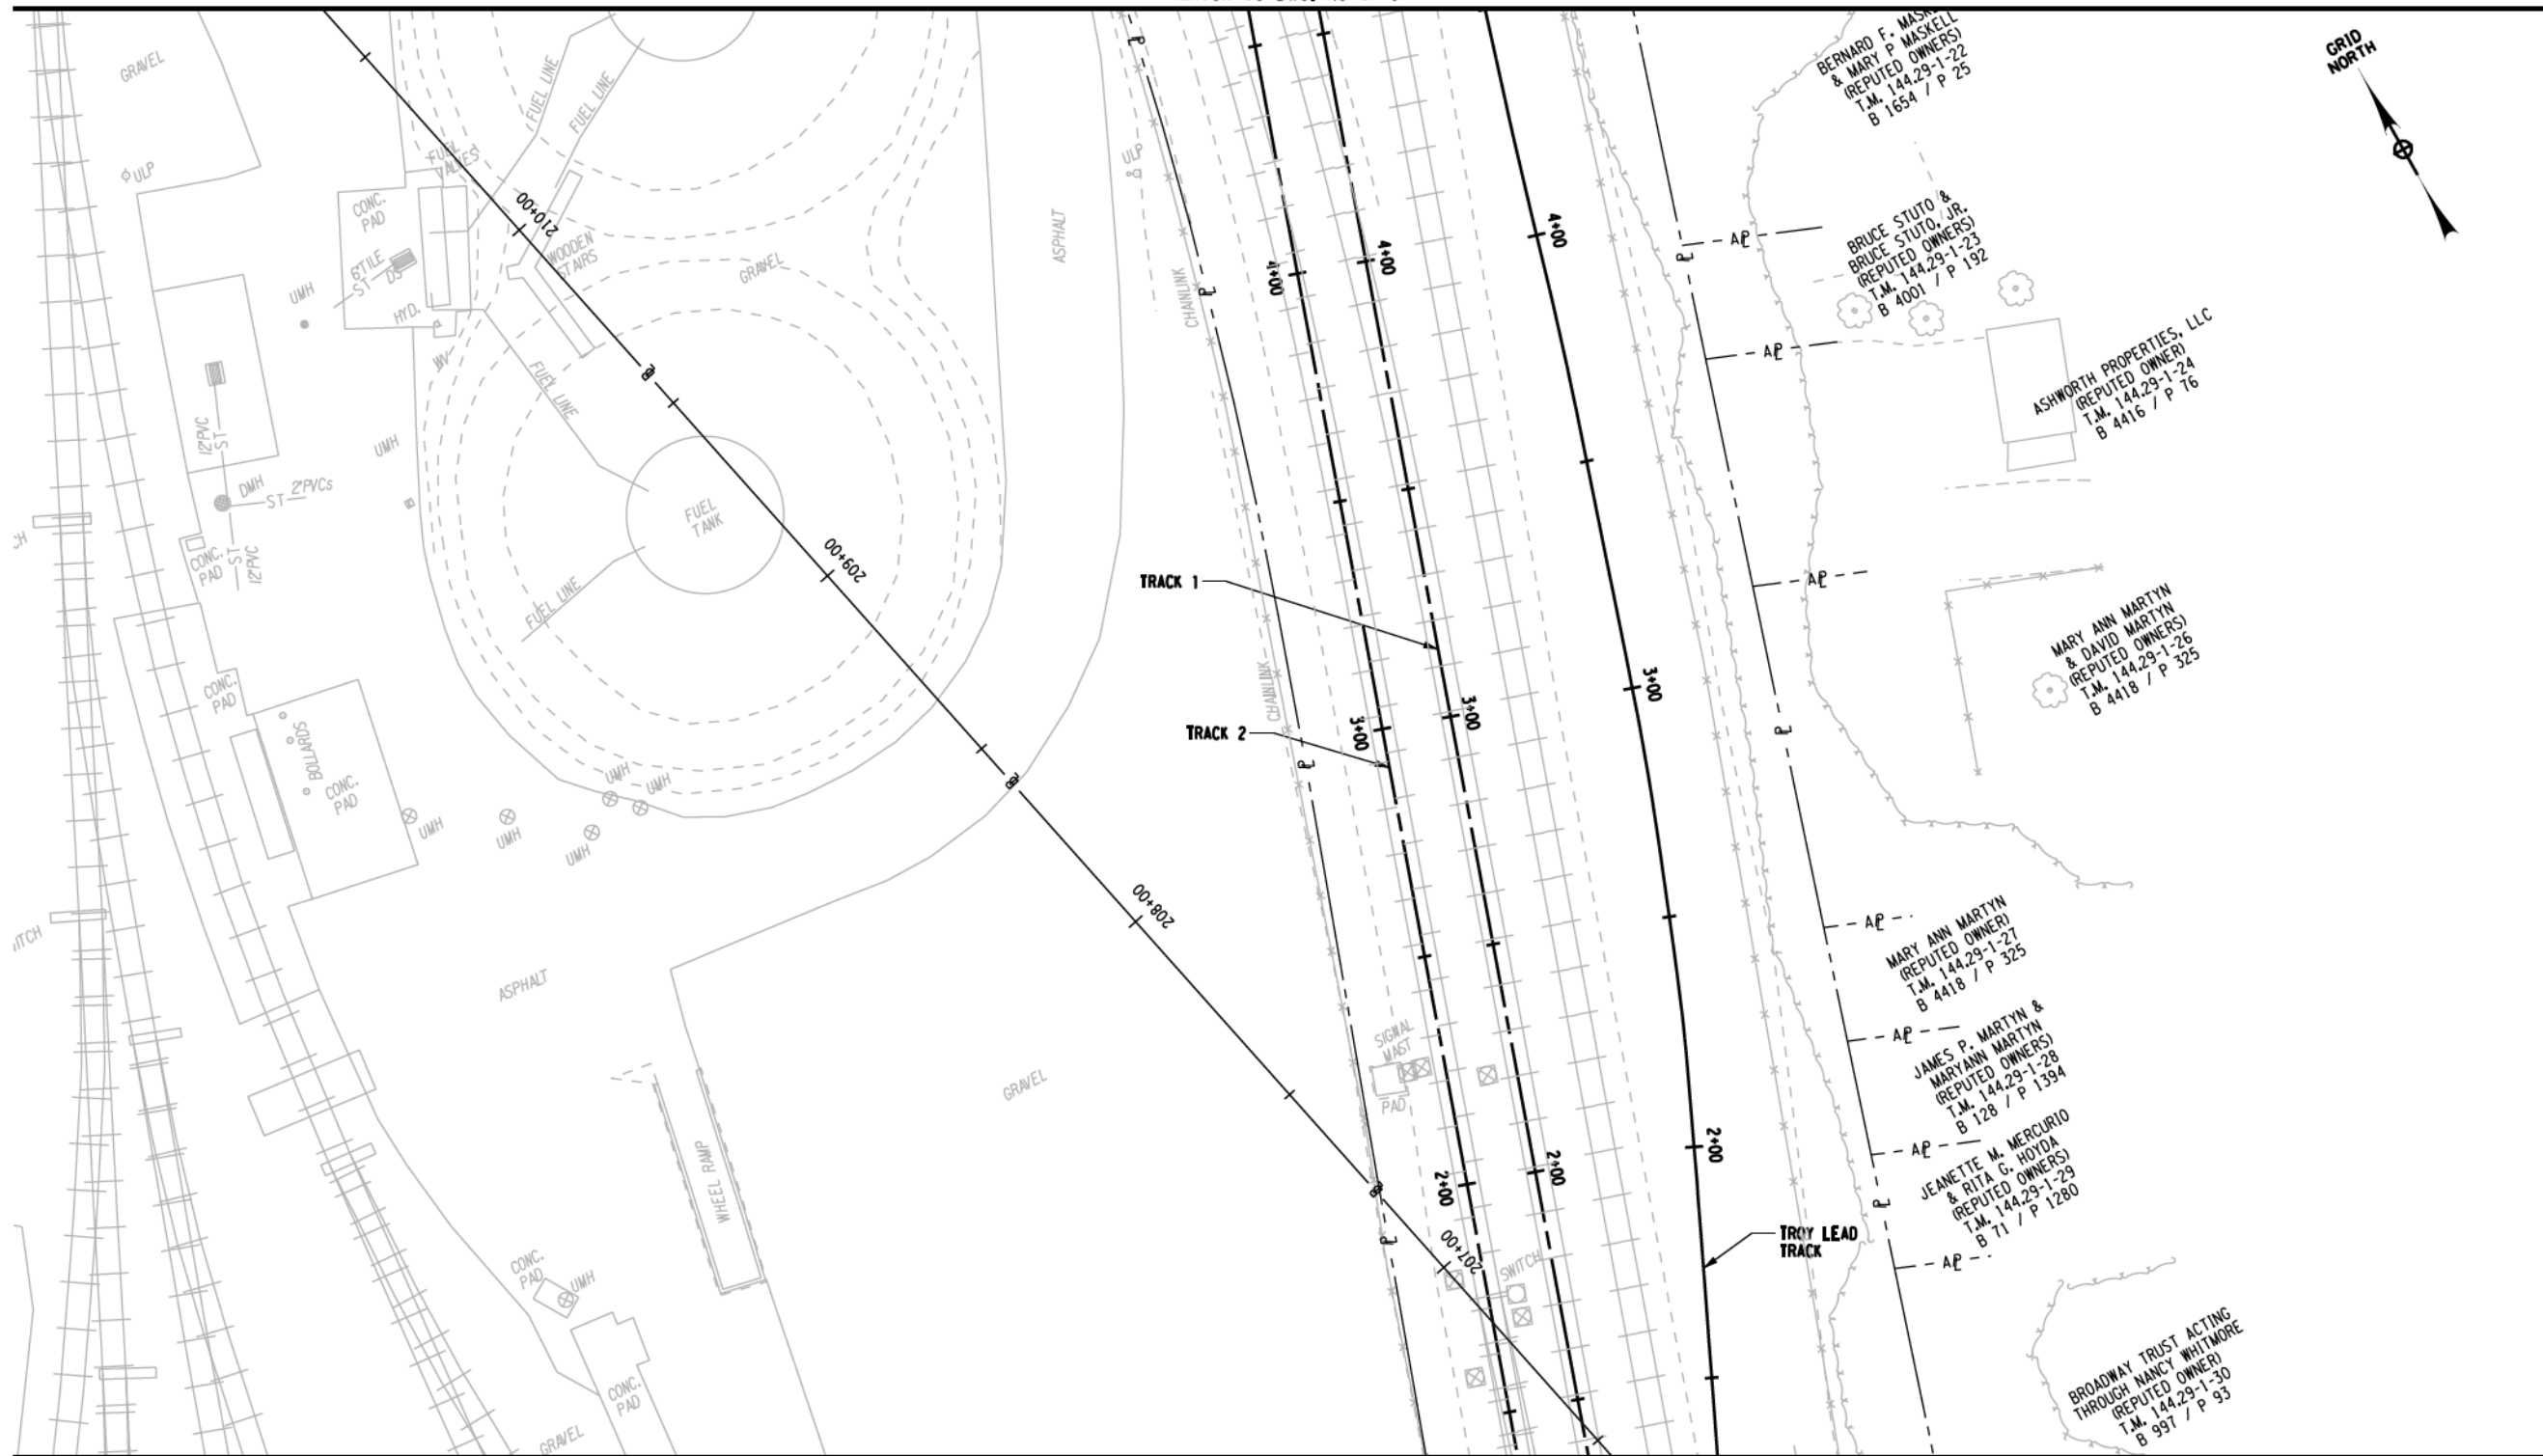 GRID
NORTH
BERNARD F.
& MARY P MASKELL
(REPUTED OWNERS)
T.M. 144.29-1-22
B 1654 / P 25
GRAVEL
FUEL LINE
FUEL LINE
P
ULP
FUEL
VALVES
CONC.
PAD
ULP
210+00
WOODEN
STAIRS
GRAVEL
ASPHALT
4+00
4+00
4+00
BRUCE STUTO &
BRUCE STUTO, JR.
(REPUTED OWNERS)
T.M. 144.29-1-23
B 4001 / P 192
6"TILE
ST
DS
UMH
HYD.
WV
CHAINLINK
ASHWORTH PROPERTIES, LLC
(REPUTED OWNER)
T.M. 144.29-1-24
B 4416 / P 76
FUEL LINE
12"PVC
ST
UMH
DMH
ST
2"PVCs
FUEL
TANK
209+00
CONC.
PAD
ST
12"PVC
FUEL LINE
TRACK 1
MARY ANN MARTYN
& DAVID MARTYN
(REPUTED OWNERS)
T.M. 144.29-1-26
B 4418 / P 325
CONC.
PAD
CHAINLINK
3+00
3+00
3+00
TRACK 2
BOLLARDS
CONC.
PAD
UMH
UMH
UMH
UMH
UMH
208+00
MARY ANN MARTYN
(REPUTED OWNER)
T.M. 144.29-1-27
B 4418 / P 325
ITCH
ASPHALT
GRAVEL
SIGNAL
MAST
PAD
JAMES P. MARTYN &
MARYANN MARTYN
(REPUTED OWNERS)
T.M. 144.29-1-28
B 128 / P 1394
WHEEL RAMP
2+00
2+00
2+00
JEANETTE M. MERCURIO
& RITA G. HOYDA
(REPUTED OWNERS)
T.M. 144.29-1-29
B 71 / P 1280
207+00
SWITCH
TROY LEAD
TRACK
CONC.
PAD
UMH
CONC.
PAD
GRAVEL
BROADWAY TRUST ACTING
THROUGH NANCY WHITMORE
(REPUTED OWNER)
T.M. 144.29-1-30
B 997 / P 93